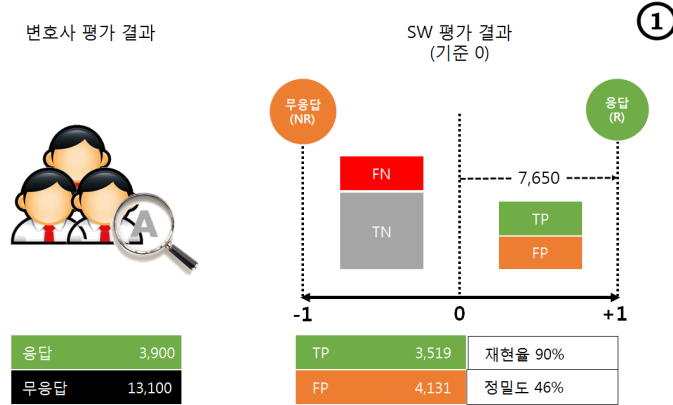 ①
변호사 평가 결과
SW 평가 결과
(기준 0)
무응답
(NR)
응답
(R)
FN
TN
7,650
TP
FP
A
-1
0
+1
응답 3,900
무응답 13,100
TP 3,519 재현율 90%
FP 4,131 정밀도 46%